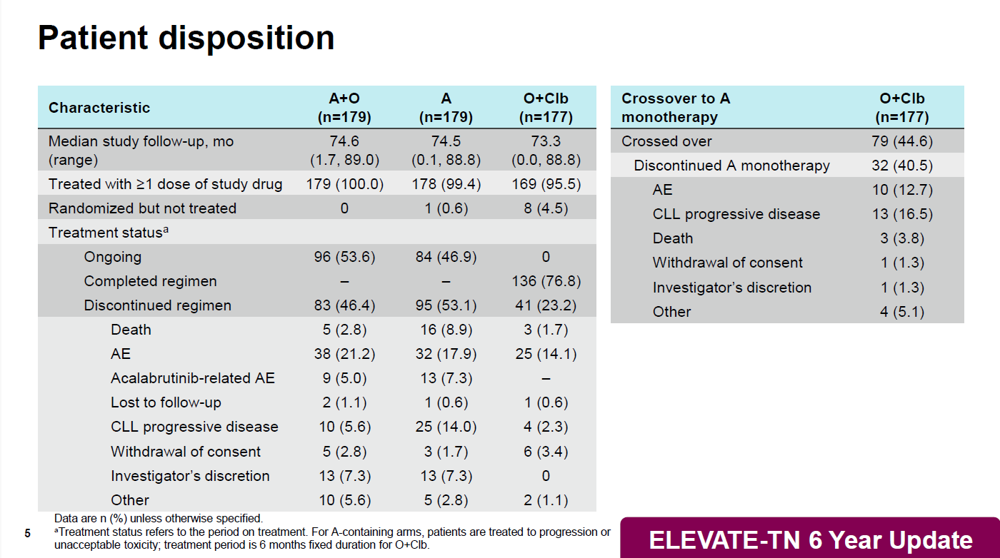 Patient disposition
Characteristic A+O (n=179) A (n=179) O+Clb (n=177)
Median study follow-up, mo (range) 74.6 (1.7, 89.0) 74.5 (0.1, 88.8) 73.3 (0.0, 88.8)
Treated with ≥1 dose of study drug 179 (100.0) 178 (99.4) 169 (95.5)
Randomized but not treated 0 1 (0.6) 8 (4.5)
Treatment statusᵃ
Ongoing 96 (53.6) 84 (46.9) 0
Completed regimen – – 136 (76.8)
Discontinued regimen 83 (46.4) 95 (53.1) 41 (23.2)
Death 5 (2.8) 16 (8.9) 3 (1.7)
AE 38 (21.2) 32 (17.9) 25 (14.1)
Acalabrutinib-related AE 9 (5.0) 13 (7.3) –
Lost to follow-up 2 (1.1) 1 (0.6) 1 (0.6)
CLL progressive disease 10 (5.6) 25 (14.0) 4 (2.3)
Withdrawal of consent 5 (2.8) 3 (1.7) 6 (3.4)
Investigator's discretion 13 (7.3) 13 (7.3) 0
Other 10 (5.6) 5 (2.8) 2 (1.1)
Crossover to A monotherapy O+Clb (n=177)
Crossed over 79 (44.6)
Discontinued A monotherapy 32 (40.5)
AE 10 (12.7)
CLL progressive disease 13 (16.5)
Death 3 (3.8)
Withdrawal of consent 1 (1.3)
Investigator's discretion 1 (1.3)
Other 4 (5.1)
Data are n (%) unless otherwise specified.
ᵃTreatment status refers to the period on treatment. For A-containing arms, patients are treated to progression or
unacceptable toxicity; treatment period is 6 months fixed duration for O+Clb.
5
ELEVATE-TN 6 Year Update